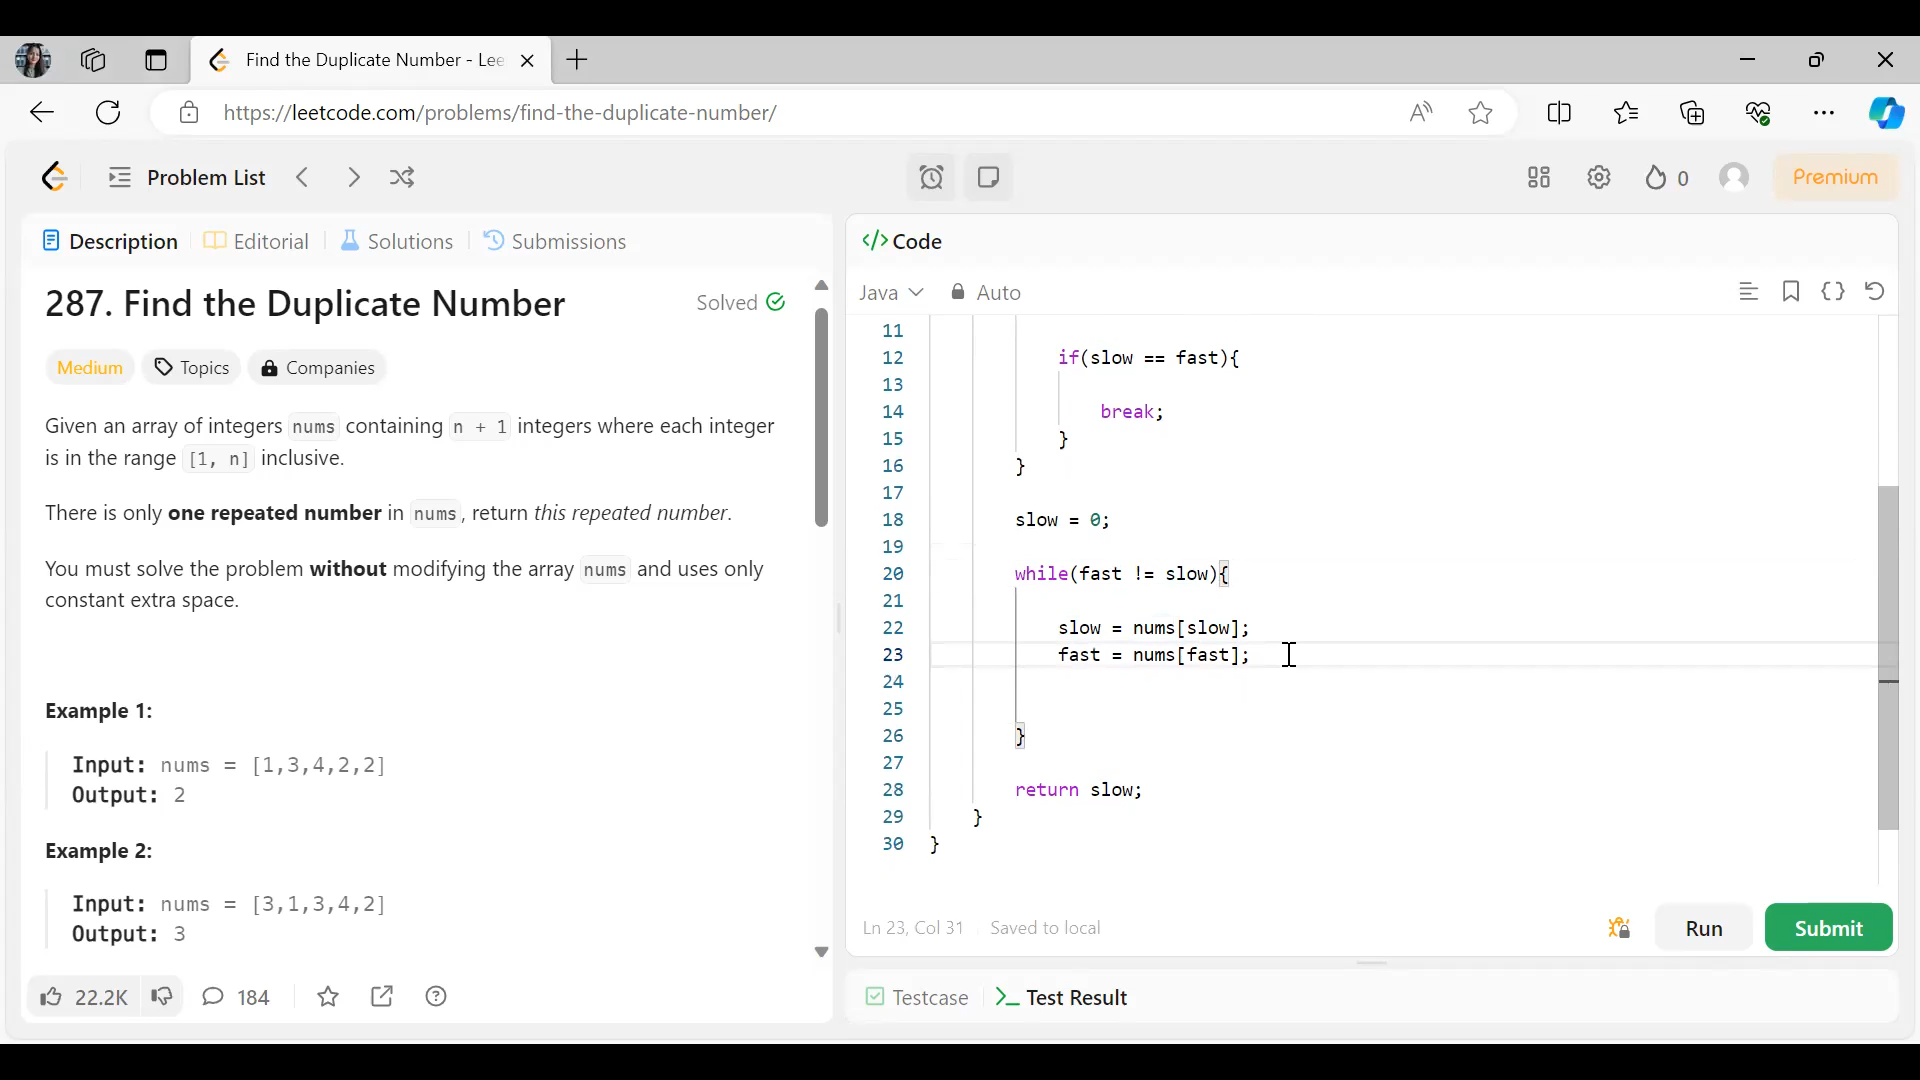 Find the Duplicate Number - Lee
https://leetcode.com/problems/find-the-duplicate-number/
Problem List
0
Premium
Description
Editorial
Solutions
Submissions
287. Find the Duplicate Number
Solved
Medium
Topics
Companies
Given an array of integers nums containing n + 1 integers where each integer
is in the range [1, n] inclusive.
There is only one repeated number in nums, return this repeated number.
You must solve the problem without modifying the array nums and uses only
constant extra space.
Example 1:
Input: nums = [1,3,4,2,2]
Output: 2
Example 2:
Input: nums = [3,1,3,4,2]
Output: 3
22.2K
184
</> Code
Java
Auto
11
12 if(slow == fast){
13
14 break;
15 }
16 }
17
18 slow = 0;
19
20 while(fast != slow){
21
22 slow = nums[slow];
23 fast = nums[fast];
24
25
26 }
27
28 return slow;
29 }
30 }
Ln 23, Col 31
Saved to local
Run
Submit
Testcase
Test Result